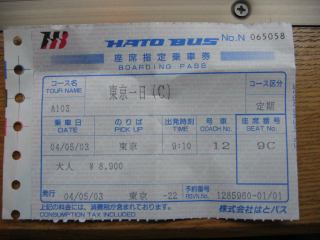 HATO BUS No.N 065058
座席指定乗車券
BOARDING PASS
コース名 TOUR NAME 東京一日(C) コース区分
A103 定期
乗車日 DATE のりば PICK UP 出発時刻 TIME 号車 COACH No. 座席番号 SEAT No.
04/05/03 東京 9:10 12 9C
大人 ¥8,900
発行 04/05/03 東京 -22 予約番号 RSVN.No. 1285960-01/01
上記の料金には、消費税が含まれております。
CONSUMPTION TAX INCLUDED 株式会社はとバス